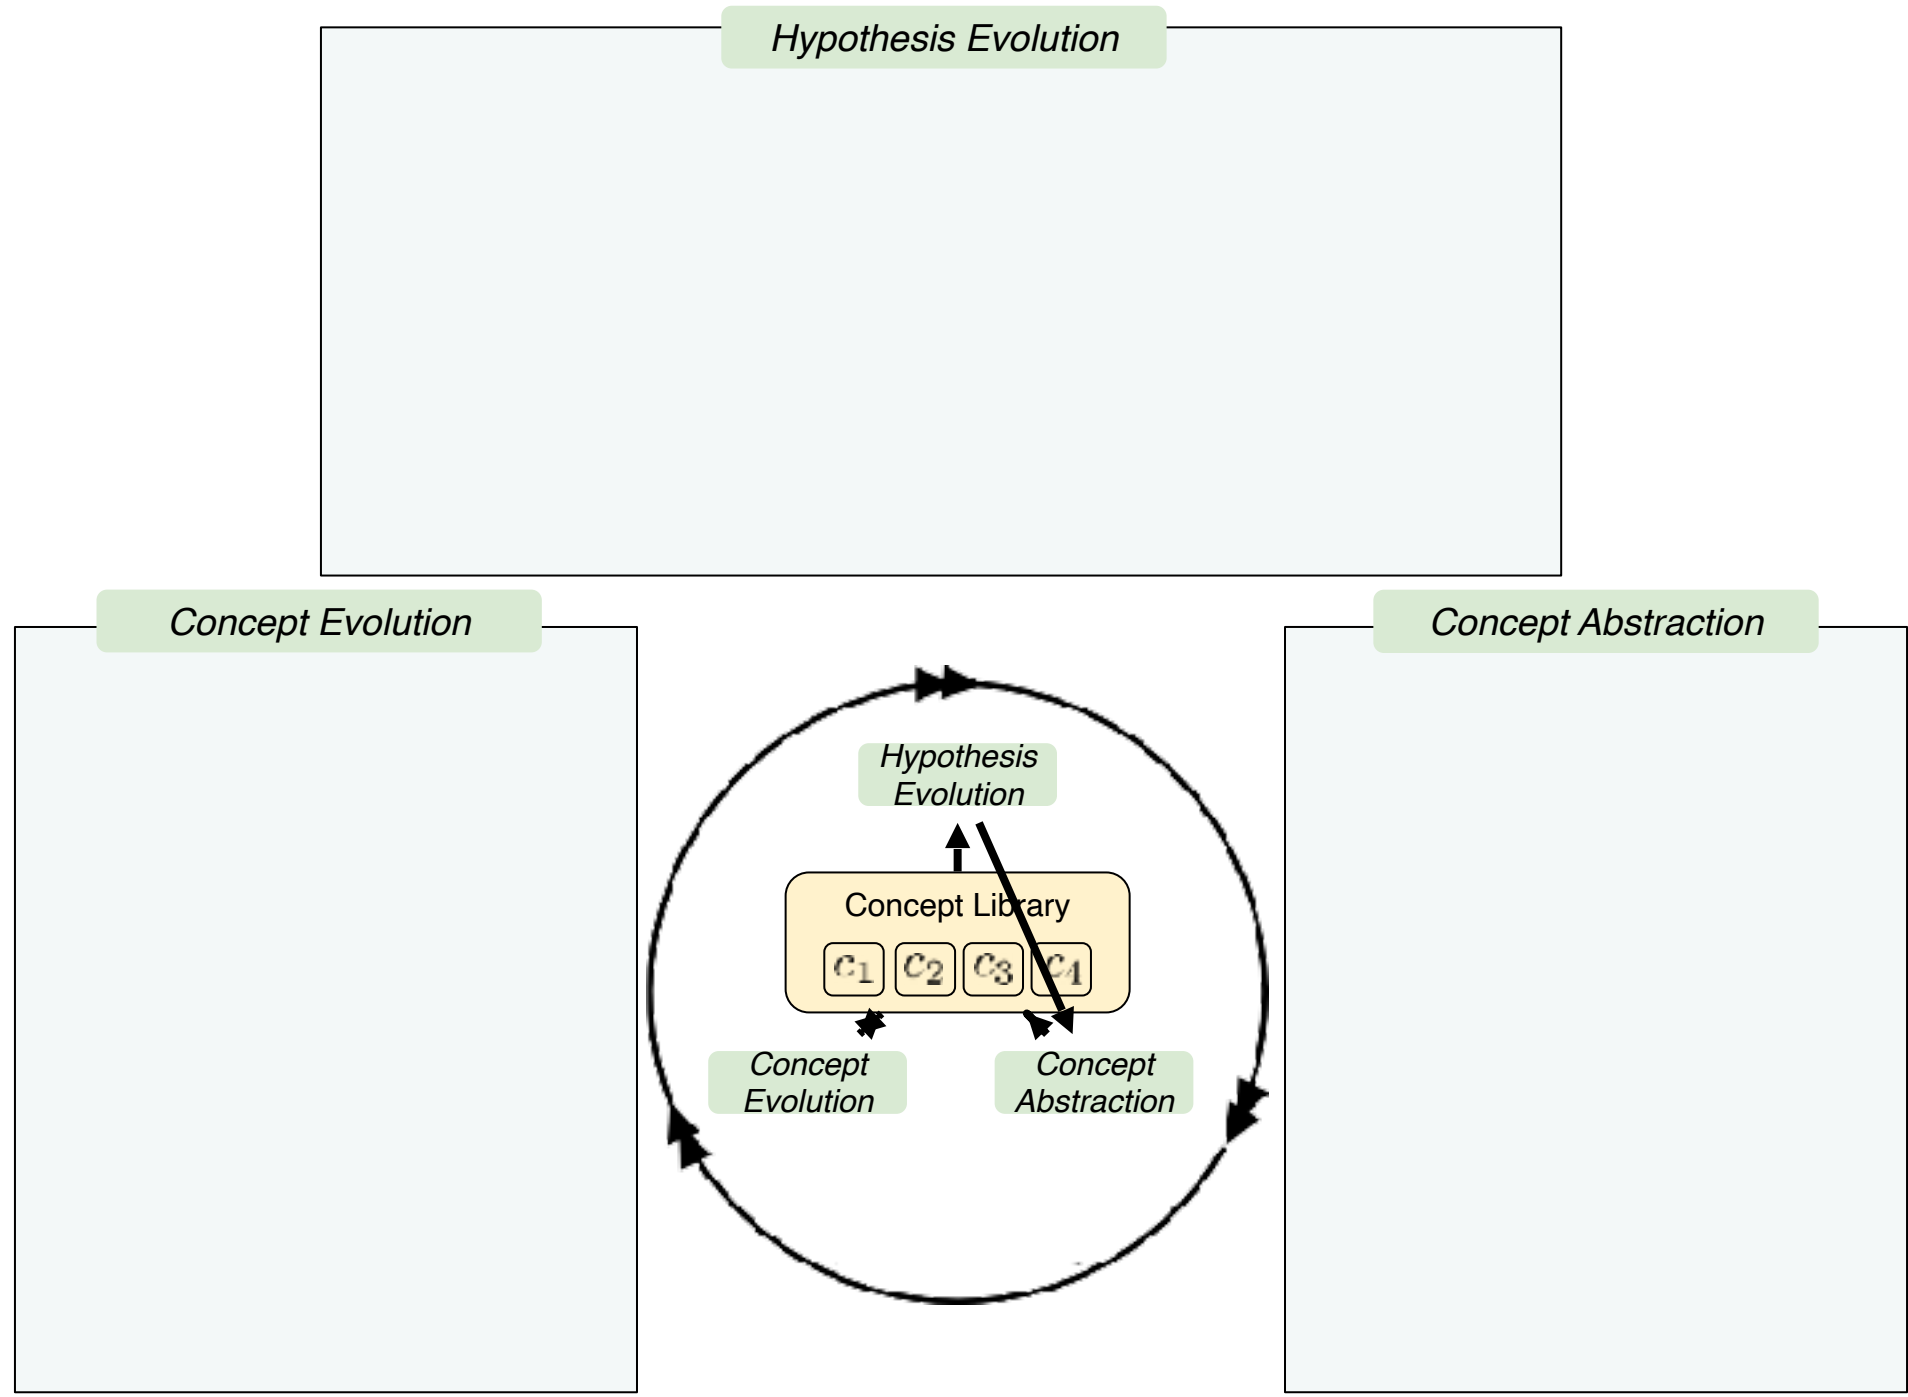 Hypothesis Evolution
Concept Evolution
Concept Abstraction
Hypothesis
Evolution
Concept Library
c1 c2 c3 c4
Concept
Evolution
Concept
Abstraction